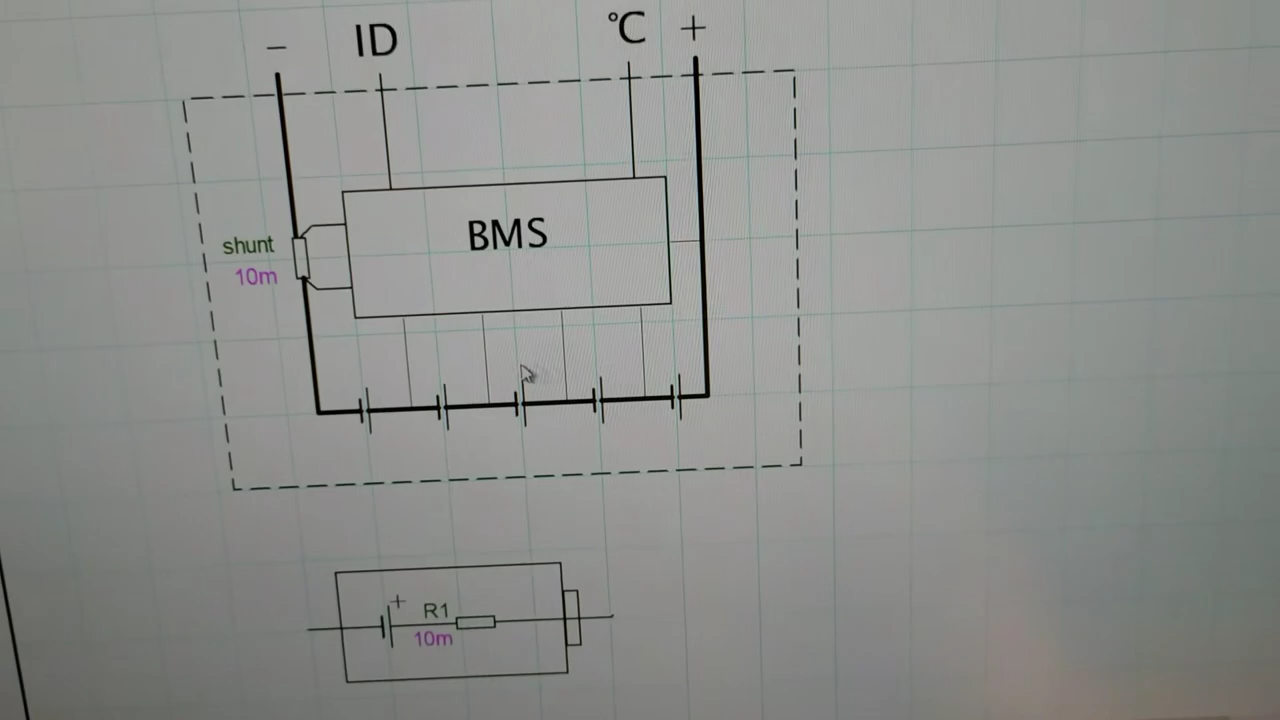 − ID °C +
BMS
shunt
10m
+
R1
10m